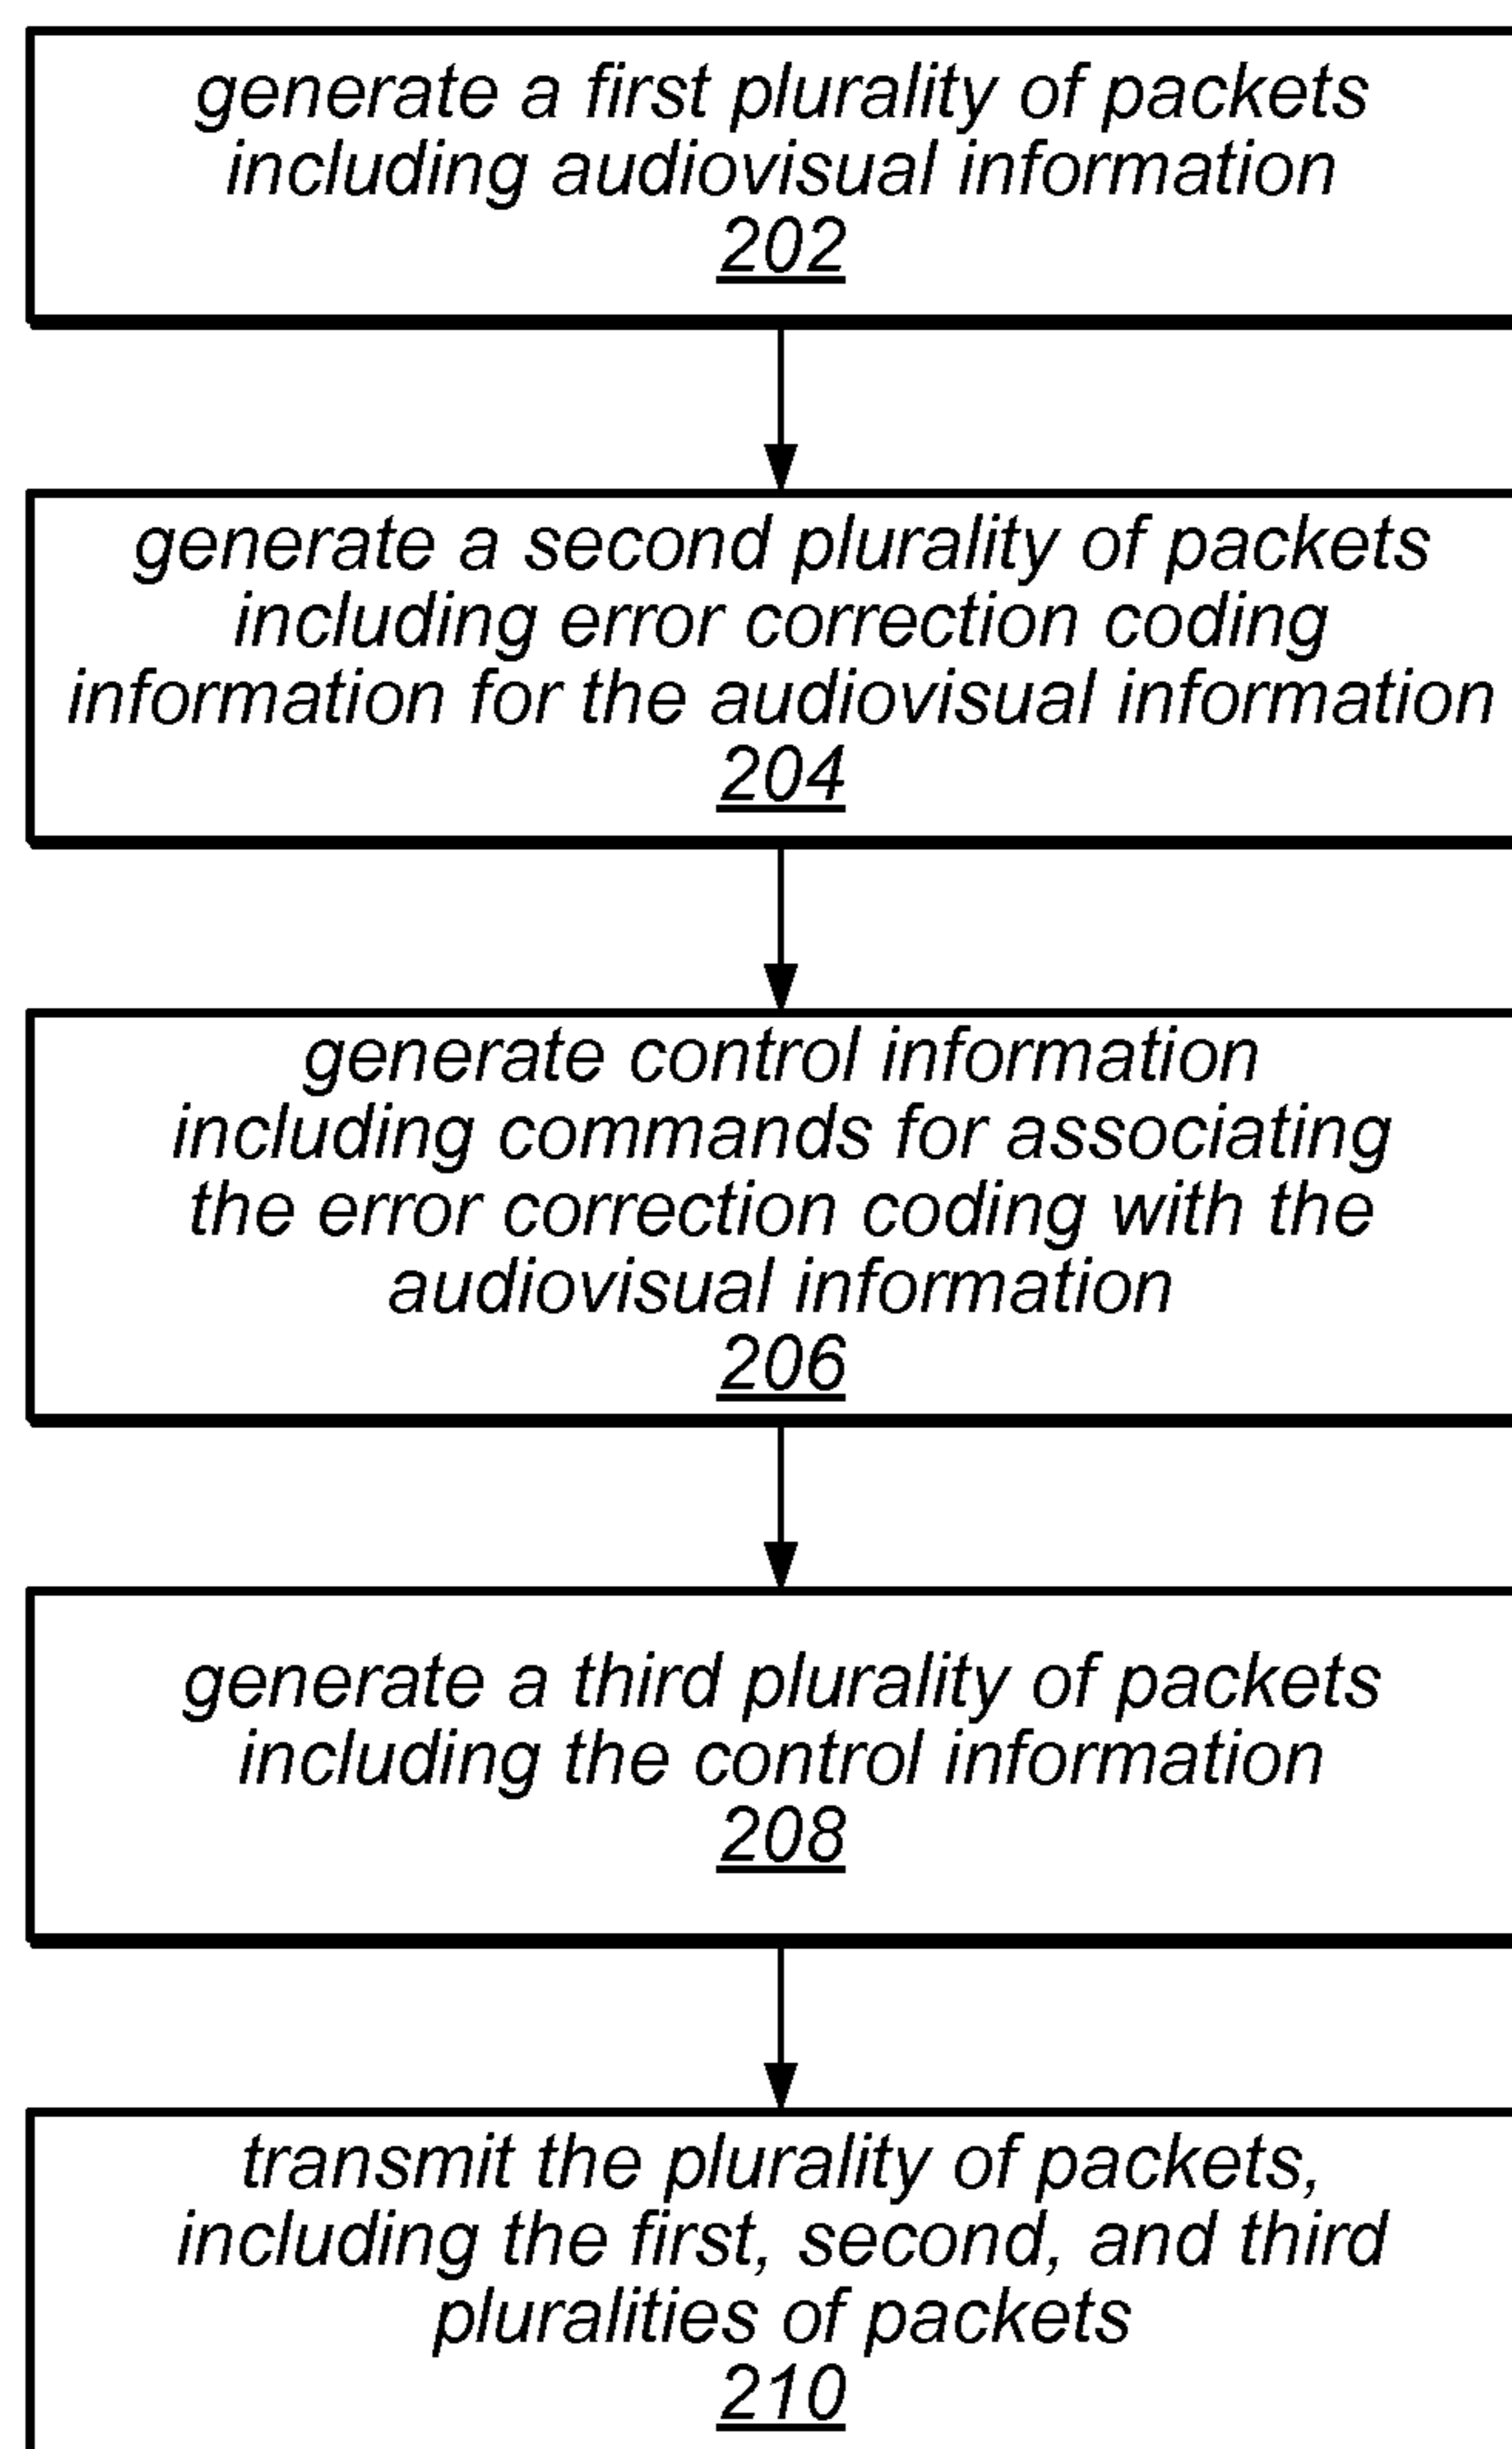 generate a first plurality of packets
including audiovisual information
202
generate a second plurality of packets
including error correction coding
information for the audiovisual information
204
generate control information
including commands for associating
the error correction coding with the
audiovisual information
206
generate a third plurality of packets
including the control information
208
transmit the plurality of packets,
including the first, second, and third
pluralities of packets
210